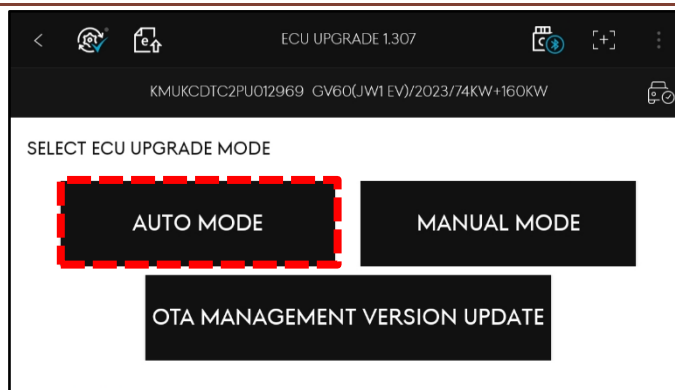 ECU UPGRADE 1.307
KMUKCDTC2PU012969 GV60(JW1 EV)/2023/74KW+160KW
SELECT ECU UPGRADE MODE
AUTO MODE
MANUAL MODE
OTA MANAGEMENT VERSION UPDATE